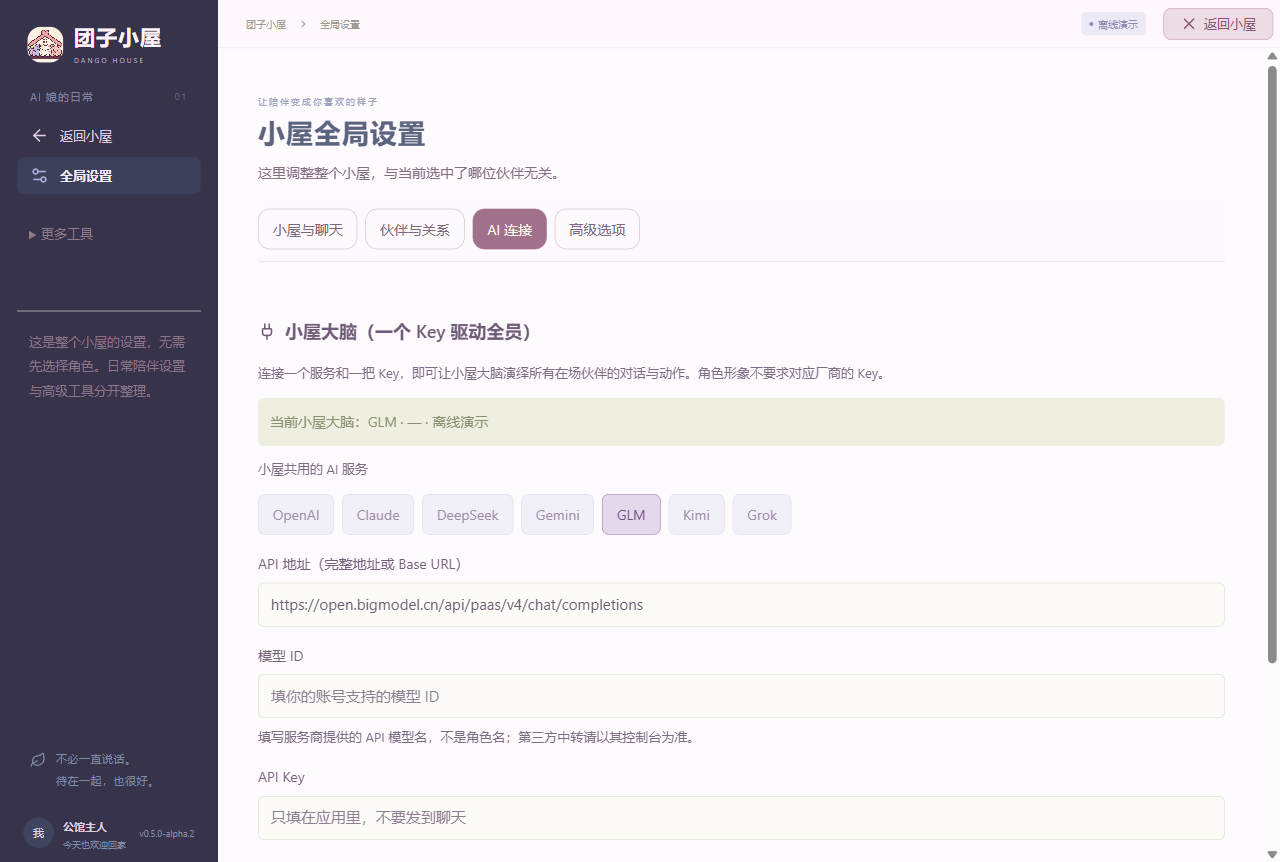 团子小屋
DANGO HOUSE
AI 娘的日常 01
返回小屋
全局设置
更多工具
这是整个小屋的设置，无需
先选择角色。日常陪伴设置
与高级工具分开整理。
不必一直说话。
待在一起，也很好。
我
公馆主人
今天也欢迎回家
v0.5.0-alpha.2
团子小屋 > 全局设置
离线演示
返回小屋
让陪伴变成你喜欢的样子
小屋全局设置
这里调整整个小屋，与当前选中了哪位伙伴无关。
小屋与聊天 伙伴与关系 AI 连接 高级选项
小屋大脑（一个 Key 驱动全员）
连接一个服务和一把 Key，即可让小屋大脑演绎所有在场伙伴的对话与动作。角色形象不要求对应厂商的 Key。
当前小屋大脑：GLM · — · 离线演示
小屋共用的 AI 服务
OpenAI Claude DeepSeek Gemini GLM Kimi Grok
API 地址（完整地址或 Base URL）
https://open.bigmodel.cn/api/paas/v4/chat/completions
模型 ID
填你的账号支持的模型 ID
填写服务商提供的 API 模型名，不是角色名；第三方中转请以其控制台为准。
API Key
只填在应用里，不要发到聊天